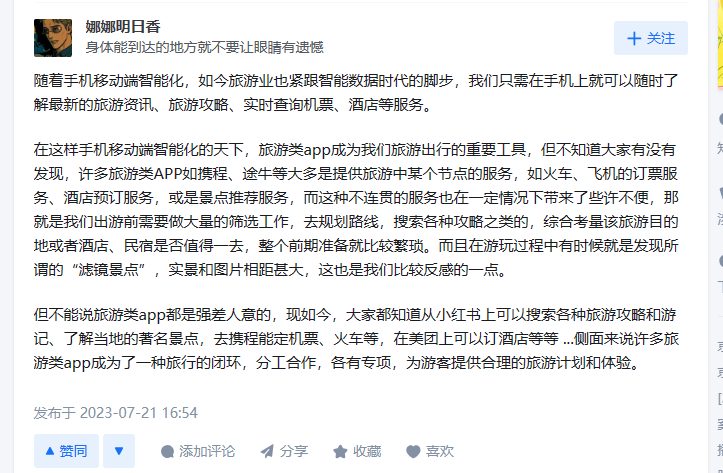 娜娜明日香
身体能到达的地方就不要让眼睛有遗憾
关注
随着手机移动端智能化，如今旅游业也紧跟智能数据时代的脚步，我们只需在手机上就可以随时了
解最新的旅游资讯、旅游攻略、实时查询机票、酒店等服务。
在这样手机移动端智能化的天下，旅游类app成为我们旅游出行的重要工具，但不知道大家有没有
发现，许多旅游类APP如携程、途牛等大多是提供旅游中某个节点的服务，如火车、飞机的订票服
务、酒店预订服务，或是景点推荐服务，而这种不连贯的服务也在一定情况下带来了些许不便，那
就是我们出游前需要做大量的筛选工作，去规划路线，搜索各种攻略之类的，综合考量该旅游目的
地或者酒店、民宿是否值得一去，整个前期准备就比较繁琐。而且在游玩过程中有时候就是发现所
谓的“滤镜景点”，实景和图片相距甚大，这也是我们比较反感的一点。
但不能说旅游类app都是强差人意的，现如今，大家都知道从小红书上可以搜索各种旅游攻略和游
记、了解当地的著名景点，去携程能定机票、火车等，在美团上可以订酒店等等 ...侧面来说许多旅
游类app成为了一种旅行的闭环，分工合作，各有专项，为游客提供合理的旅游计划和体验。
发布于 2023-07-21 16:54
赞同
添加评论
分享
收藏
喜欢